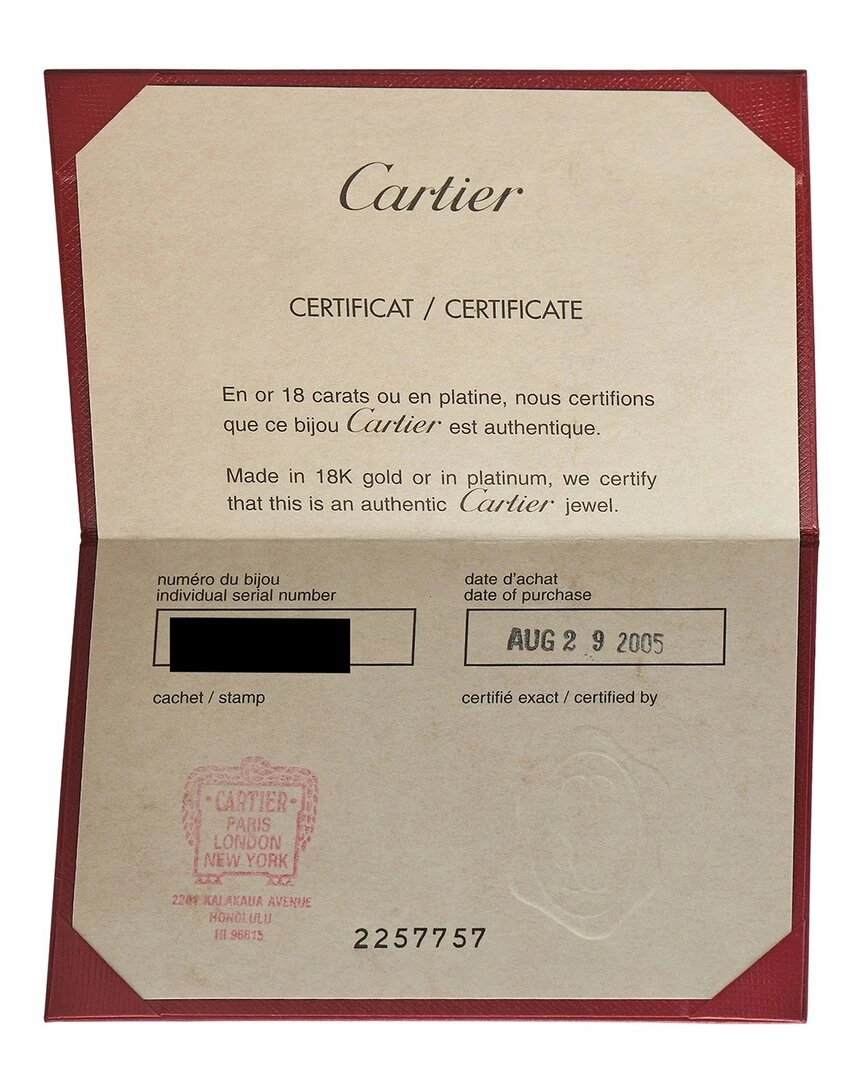 Cartier
CERTIFICAT / CERTIFICATE
En or 18 carats ou en platine, nous certifions
que ce bijou Cartier est authentique.
Made in 18K gold or in platinum, we certify
that this is an authentic Cartier jewel.
numéro du bijou
individual serial number
date d'achat
date of purchase
AUG 29 2005
cachet / stamp
certifié exact / certified by
·CARTIER·
PARIS
LONDON
NEW YORK
KALAKAUA AVENUE
HONOLULU
HI 96815
2257757